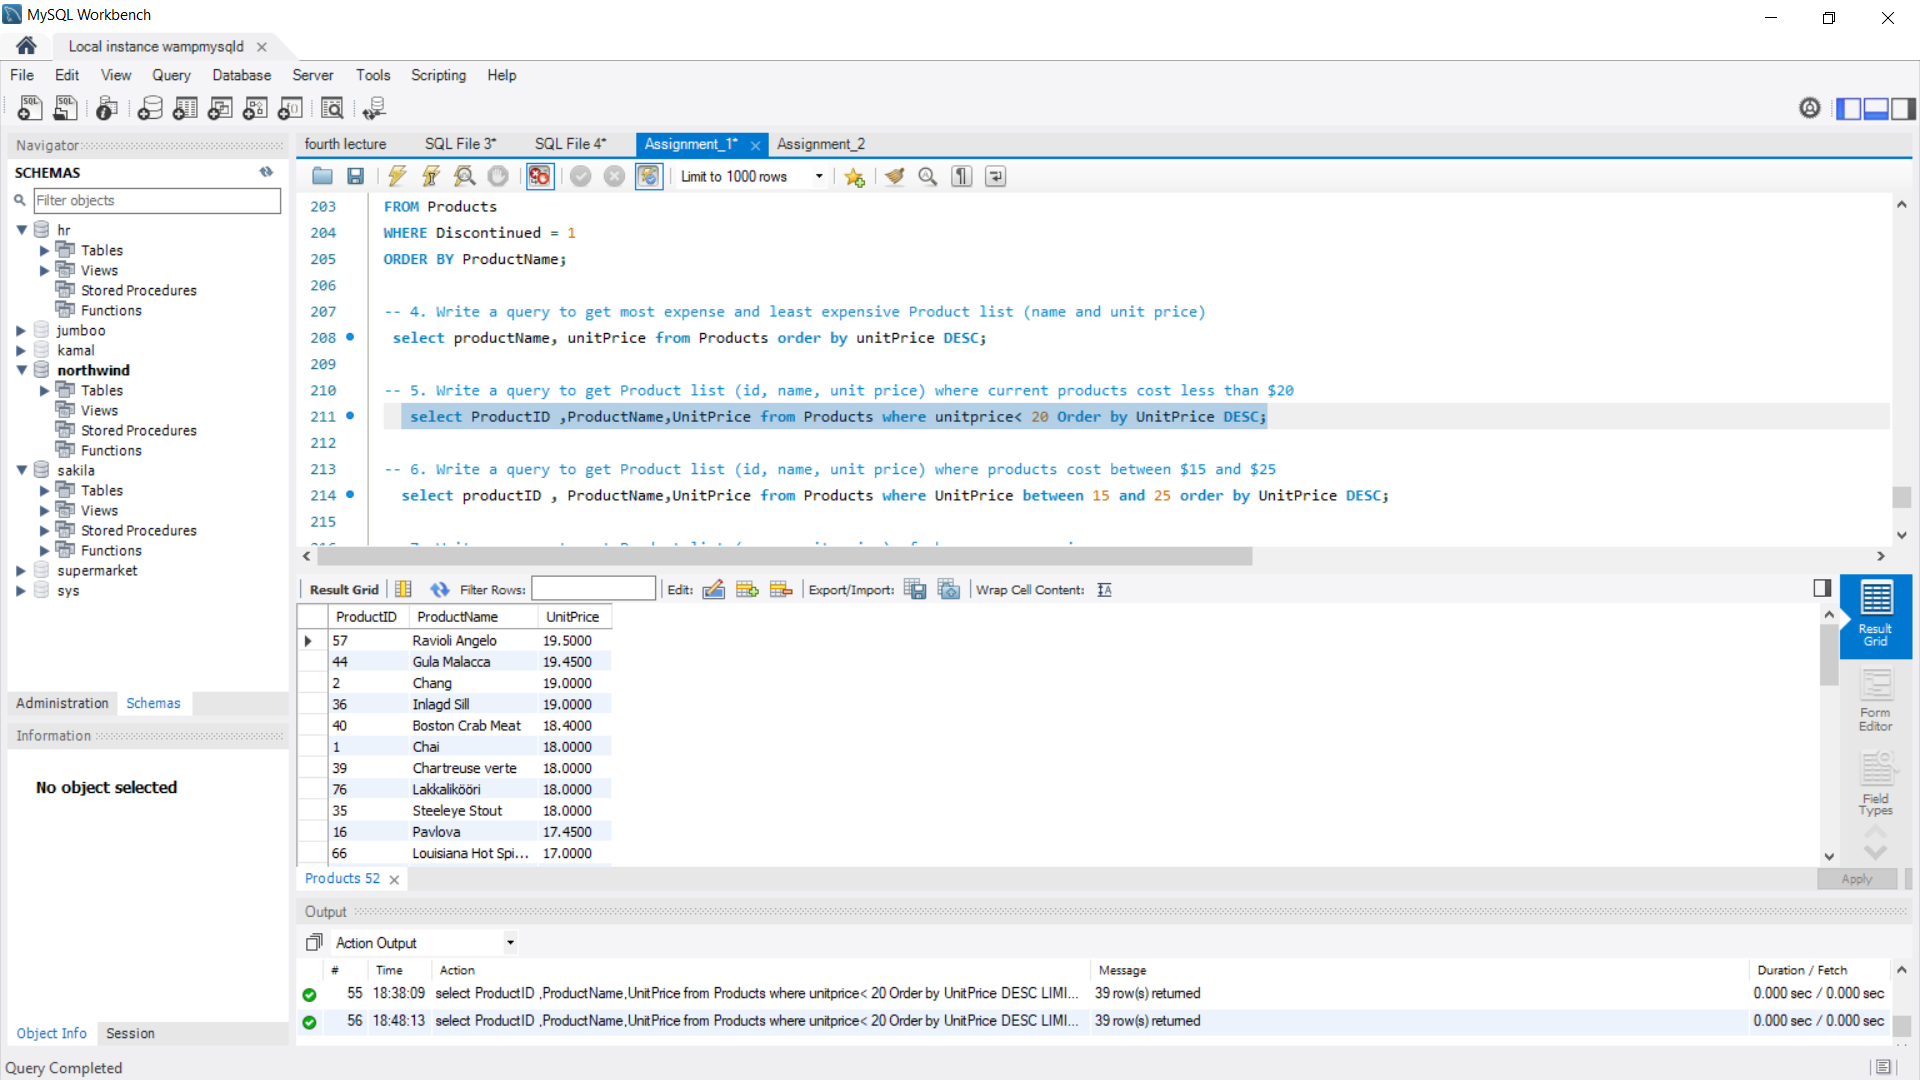 MySQL Workbench
Local instance wampmysqld
File Edit View Query Database Server Tools Scripting Help
Navigator
SCHEMAS
Filter objects
hr
Tables
Views
Stored Procedures
Functions
jumboo
kamal
northwind
Tables
Views
Stored Procedures
Functions
sakila
Tables
Views
Stored Procedures
Functions
supermarket
sys
Administration Schemas
Information
No object selected
Object Info Session
Query Completed
fourth lecture SQL File 3* SQL File 4* Assignment_1* Assignment_2
Limit to 1000 rows
203 FROM Products
204 WHERE Discontinued = 1
205 ORDER BY ProductName;
206
207 -- 4. Write a query to get most expense and least expensive Product list (name and unit price)
208 select productName, unitPrice from Products order by unitPrice DESC;
209
210 -- 5. Write a query to get Product list (id, name, unit price) where current products cost less than $20
211 select ProductID ,ProductName,UnitPrice from Products where unitprice< 20 Order by UnitPrice DESC;
212
213 -- 6. Write a query to get Product list (id, name, unit price) where products cost between $15 and $25
214 select productID , ProductName,UnitPrice from Products where UnitPrice between 15 and 25 order by UnitPrice DESC;
215
Result Grid Filter Rows: Edit: Export/Import: Wrap Cell Content:
ProductID ProductName UnitPrice
57 Ravioli Angelo 19.5000
44 Gula Malacca 19.4500
2 Chang 19.0000
36 Inlagd Sill 19.0000
40 Boston Crab Meat 18.4000
1 Chai 18.0000
39 Chartreuse verte 18.0000
76 Lakkalikööri 18.0000
35 Steeleye Stout 18.0000
16 Pavlova 17.4500
66 Louisiana Hot Spi... 17.0000
Result
Grid
Form
Editor
Field
Types
Products 52
Apply
Output
Action Output
# Time Action Message Duration / Fetch
55 18:38:09 select ProductID ,ProductName,UnitPrice from Products where unitprice< 20 Order by UnitPrice DESC LIMI... 39 row(s) returned 0.000 sec / 0.000 sec
56 18:48:13 select ProductID ,ProductName,UnitPrice from Products where unitprice< 20 Order by UnitPrice DESC LIMI... 39 row(s) returned 0.000 sec / 0.000 sec